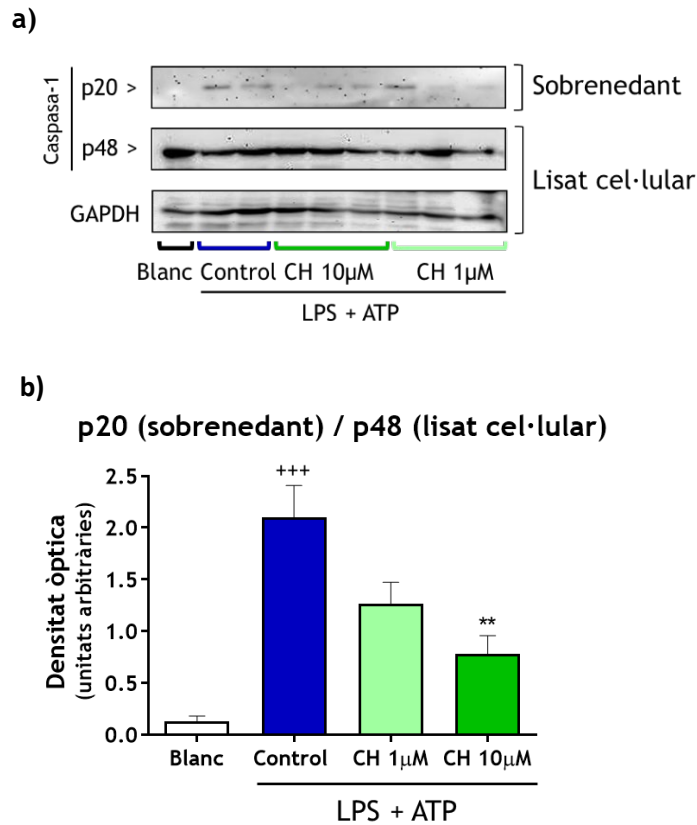 a)
Caspasa-1
p20 >
Sobrenedant
p48 >
Lisat cel·lular
GAPDH
Blanc Control CH 10µM CH 1µM
LPS + ATP
b)
p20 (sobrenedant) / p48 (lisat cel·lular)
Densitat òptica
(unitats arbitràries)
2.5
2.0
1.5
1.0
0.5
0.0
+++
**
Blanc Control CH 1µM CH 10µM
LPS + ATP